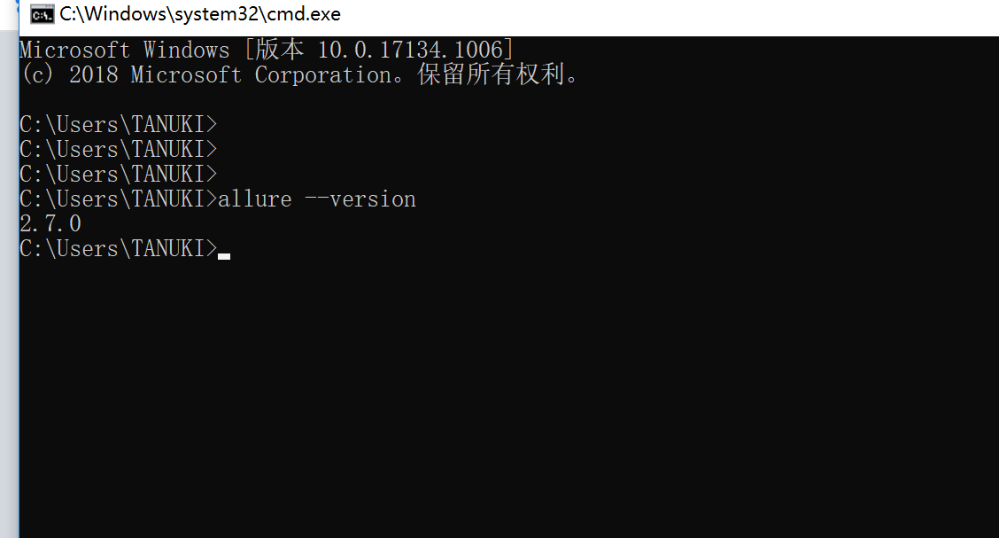 C:\Windows\system32\cmd.exe
Microsoft Windows [版本 10.0.17134.1006]
(c) 2018 Microsoft Corporation。保留所有权利。
C:\Users\TANUKI>
C:\Users\TANUKI>
C:\Users\TANUKI>
C:\Users\TANUKI>allure --version
2.7.0
C:\Users\TANUKI>